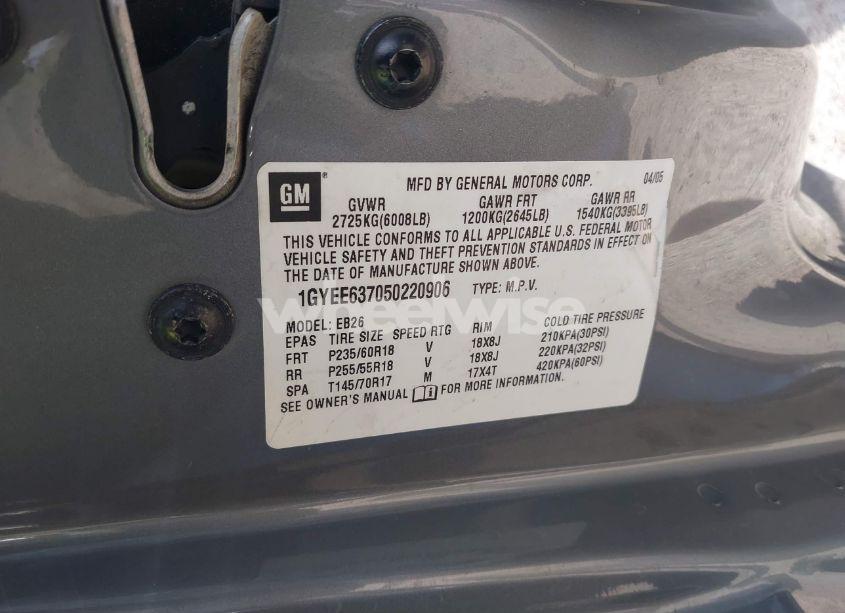 GM
MFD BY GENERAL MOTORS CORP. 04/05
GVWR GAWR FRT GAWR RR
2725KG(6008LB) 1200KG(2645LB) 1540KG(3395LB)
THIS VEHICLE CONFORMS TO ALL APPLICABLE U.S. FEDERAL MOTOR
VEHICLE SAFETY AND THEFT PREVENTION STANDARDS IN EFFECT ON
THE DATE OF MANUFACTURE SHOWN ABOVE.
1GYEE637050220906 TYPE: M.P.V.
wheelwise
MODEL: EB26
EPAS TIRE SIZE SPEED RTG RIM COLD TIRE PRESSURE
FRT P235/60R18 V 18X8J 210KPA(30PSI)
RR P255/55R18 V 18X8J 220KPA(32PSI)
SPA T145/70R17 M 17X4T 420KPA(60PSI)
SEE OWNER'S MANUAL FOR MORE INFORMATION.